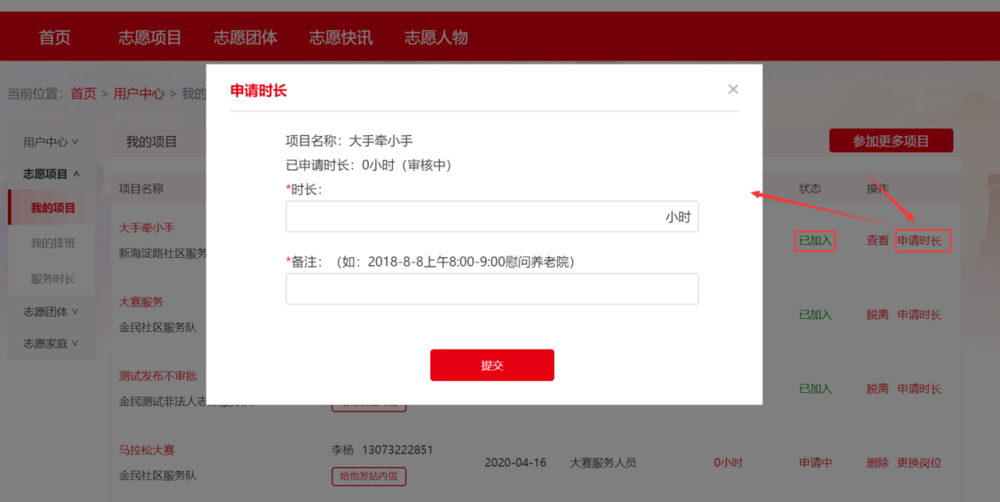 首页 志愿项目 志愿团体 志愿快讯 志愿人物
当前位置：首页 > 用户中心 > 我的
申请时长 ×
用户中心 ∨
志愿项目 ∧
我的项目
我的排班
服务时长
志愿团体 ∨
志愿家庭 ∨
我的项目 参加更多项目
项目名称 状态 操作
大手牵小手
新海淀路社区服务
已加入 查看 申请时长
大赛服务
金民社区服务队
已加入 脱离 申请时长
测试发布不审批
金民测试非法人志
已加入 脱离 申请时长
马拉松大赛
金民社区服务队
李杨 13073222851
给他发站内信
2020-04-16 大赛服务人员 0小时 申请中 删除 更换岗位
项目名称：大手牵小手
已申请时长：0小时（审核中）
*时长：
小时
*备注：（如：2018-8-8上午8:00-9:00慰问养老院）
提交